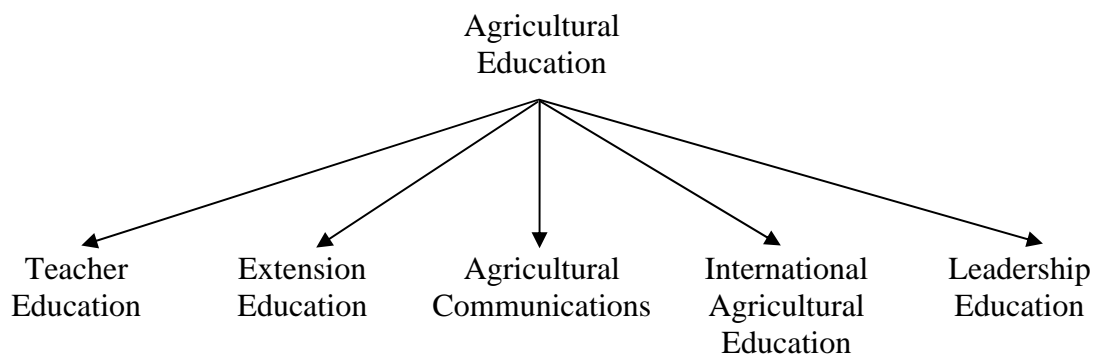 Agricultural
Education
Teacher
Education
Extension
Education
Agricultural
Communications
International
Agricultural
Education
Leadership
Education